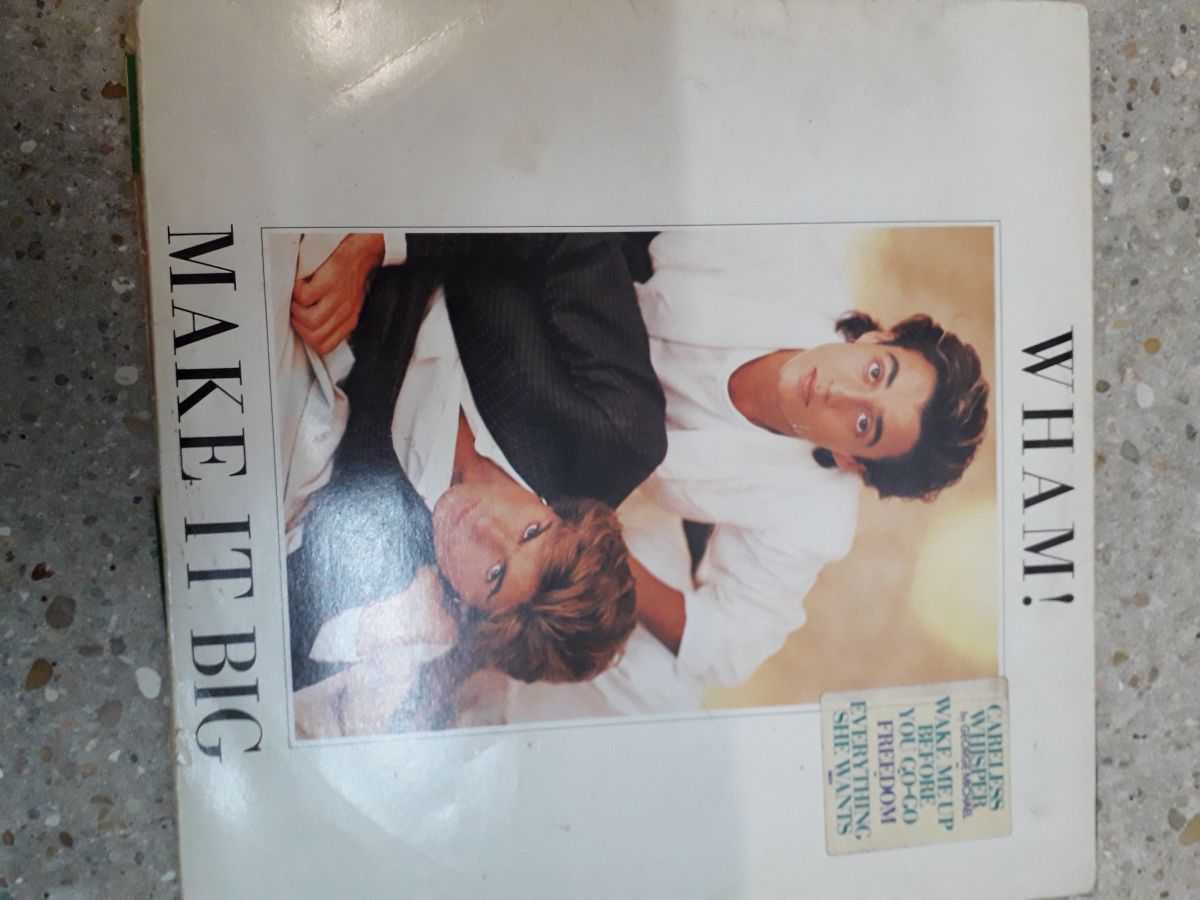 WHAM!
CARELESS
WHISPER
by GEORGE MICHAEL
WAKE ME UP
BEFORE
YOU GO-GO
FREEDOM
EVERYTHING
SHE WANTS
MAKE IT BIG